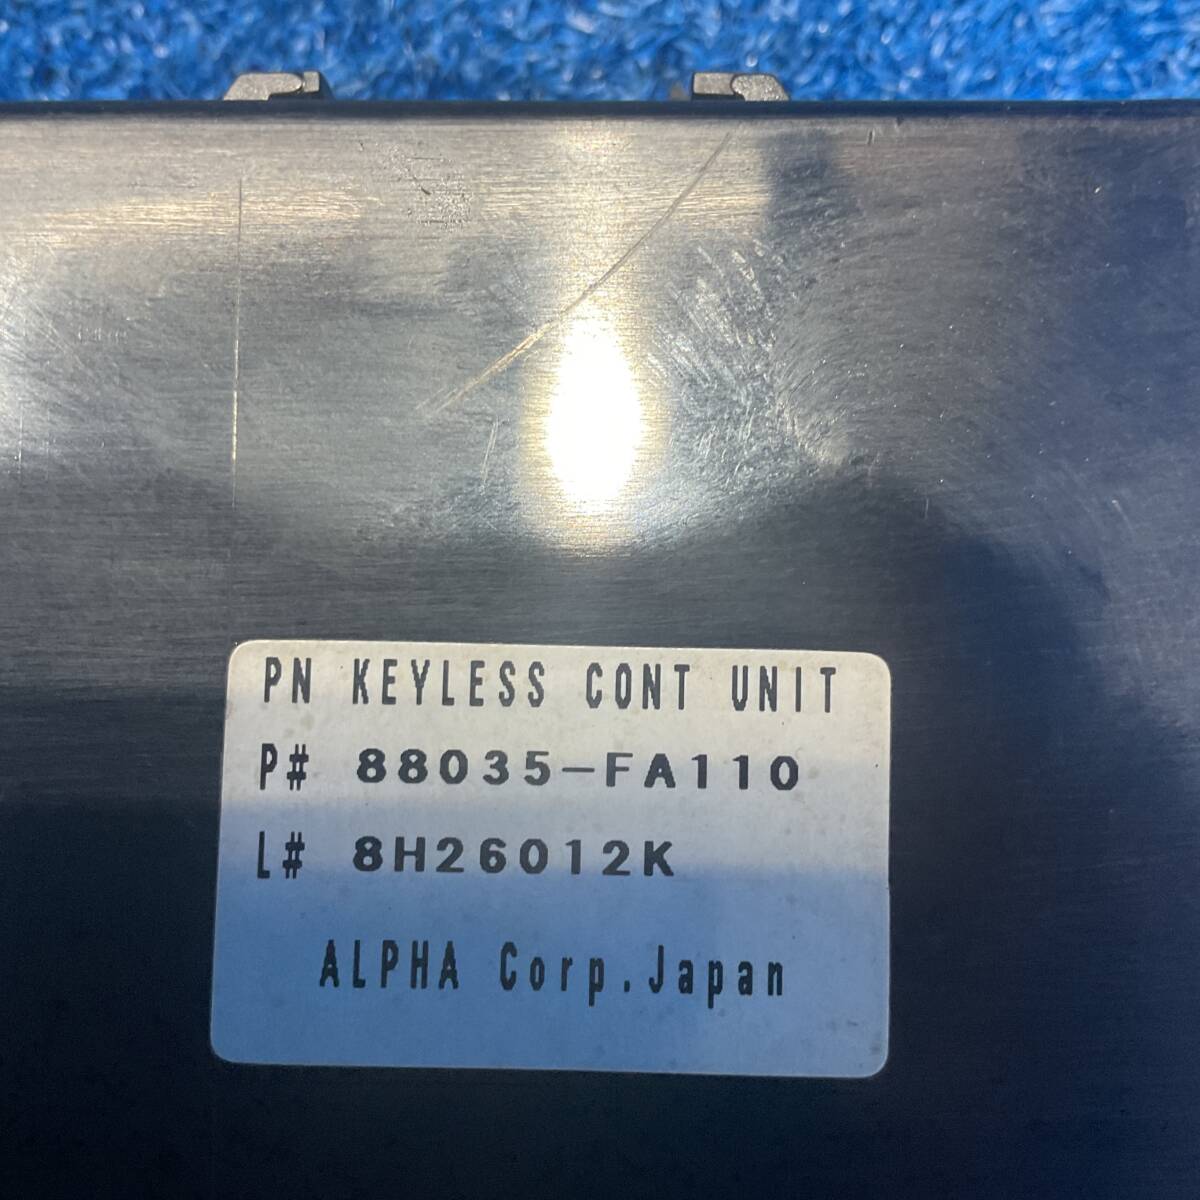 PN KEYLESS CONT UNIT
P# 88035-FA110
L# 8H26012K
ALPHA Corp.Japan